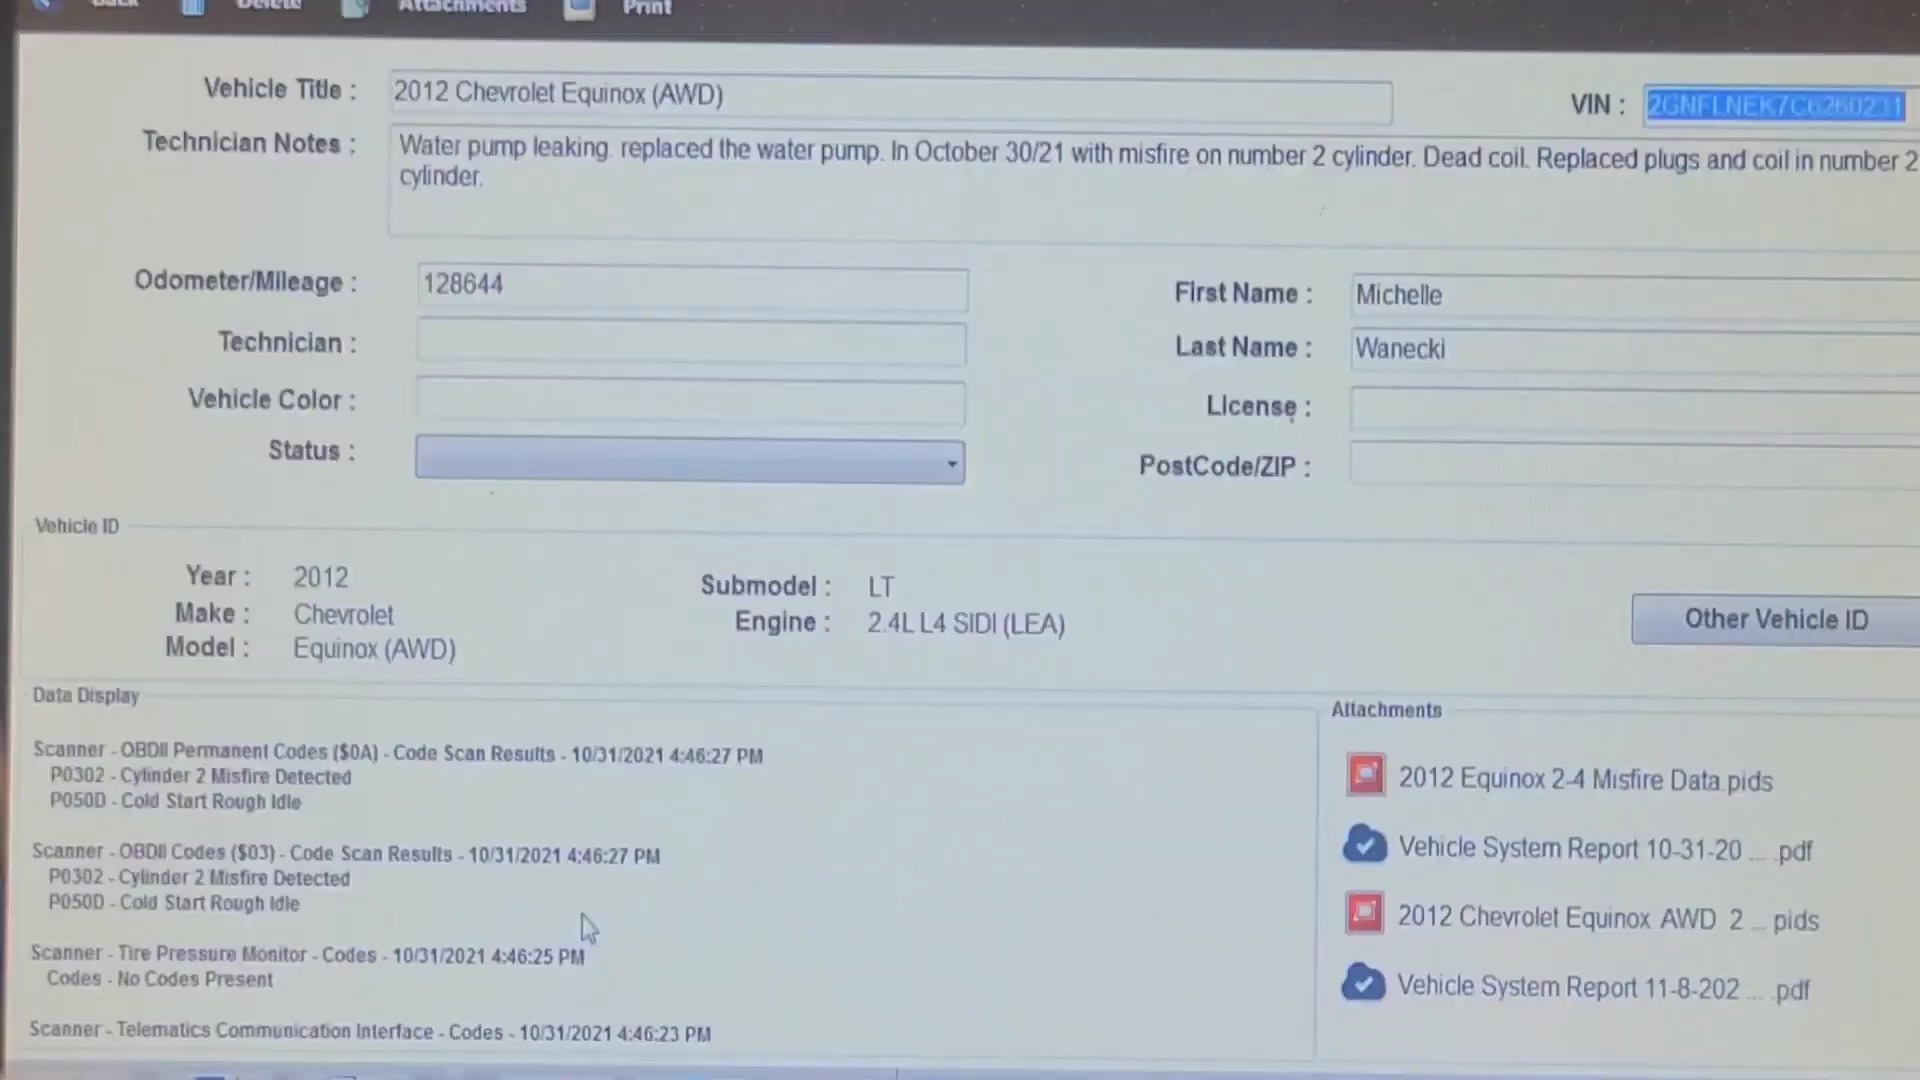 Back Delete Attachments Print
Vehicle Title : 2012 Chevrolet Equinox (AWD) VIN : 2GNFLNEK7C6260231
Technician Notes : Water pump leaking. replaced the water pump. In October 30/21 with misfire on number 2 cylinder. Dead coil. Replaced plugs and coil in number 2
cylinder.
Odometer/Mileage : 128644 First Name : Michelle
Technician : Last Name : Wanecki
Vehicle Color : License :
Status : PostCode/ZIP :
Vehicle ID
Year : 2012 Submodel : LT
Make : Chevrolet Engine : 2.4L L4 SIDI (LEA)
Model : Equinox (AWD)
Other Vehicle ID
Data Display
Scanner - OBDII Permanent Codes ($0A) - Code Scan Results - 10/31/2021 4:46:27 PM
P0302 - Cylinder 2 Misfire Detected
P050D - Cold Start Rough Idle
Scanner - OBDII Codes ($03) - Code Scan Results - 10/31/2021 4:46:27 PM
P0302 - Cylinder 2 Misfire Detected
P050D - Cold Start Rough Idle
Scanner - Tire Pressure Monitor - Codes - 10/31/2021 4:46:25 PM
Codes - No Codes Present
Scanner - Telematics Communication Interface - Codes - 10/31/2021 4:46:23 PM
Attachments
2012 Equinox 2-4 Misfire Data.pids
Vehicle System Report 10-31-20 ... .pdf
2012 Chevrolet Equinox AWD 2 ... pids
Vehicle System Report 11-8-202 ... .pdf